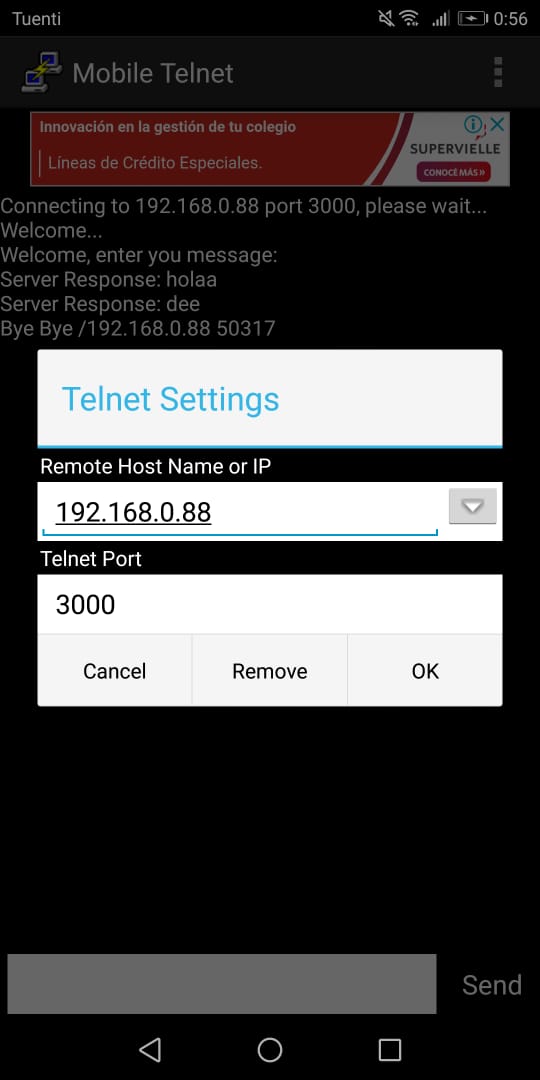 Tuenti 0:56
Mobile Telnet
Innovación en la gestión de tu colegio
Líneas de Crédito Especiales.
SUPERVIELLE
CONOCÉ MÁS »
Connecting to 192.168.0.88 port 3000, please wait...
Welcome...
Welcome, enter you message:
Server Response: holaa
Server Response: dee
Bye Bye /192.168.0.88 50317
Telnet Settings
Remote Host Name or IP
192.168.0.88
Telnet Port
3000
Cancel Remove OK
Send